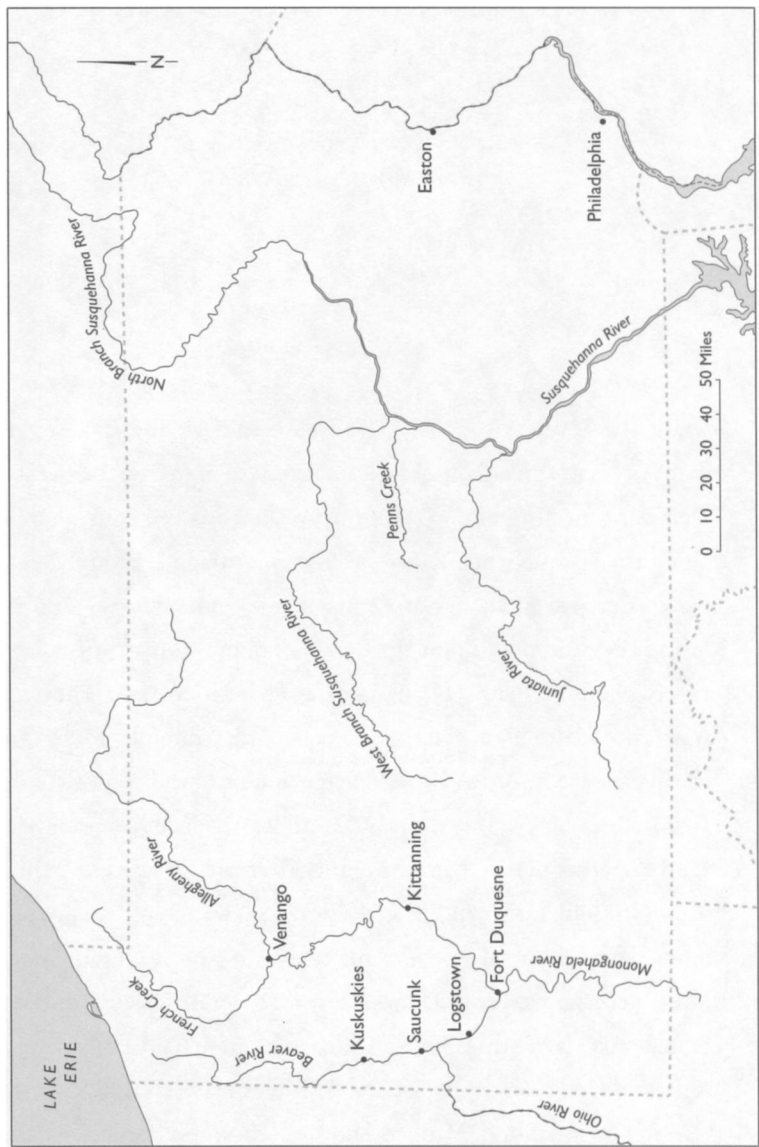 LAKE
ERIE
French Creek
Allegheny River
Venango
Beaver River
Kuskuskies
Kittanning
Saucunk
Logstown
Fort Duquesne
Ohio River
Monongahela River
North Branch Susquehanna River
West Branch Susquehanna River
Penns Creek
Juniata River
Susquehanna River
N
Easton
Philadelphia
0 10 20 30 40 50 Miles